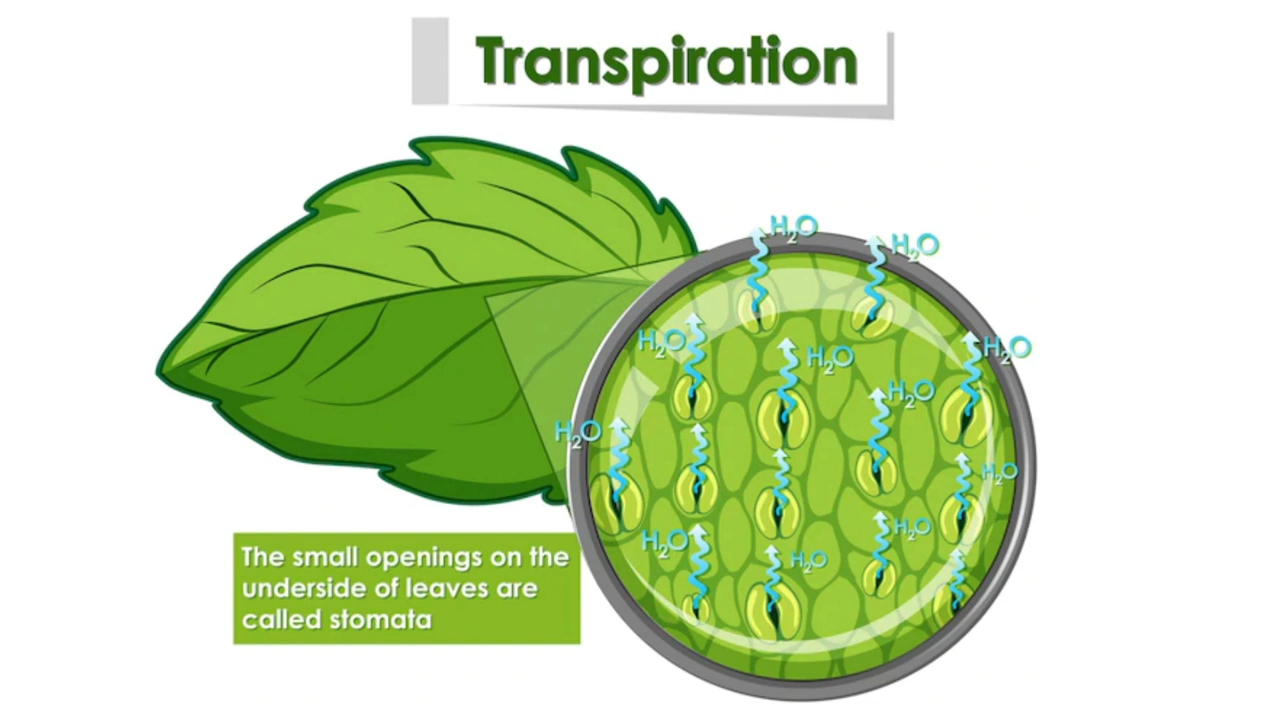 Transpiration
H₂O
H₂O
H₂O
H₂O
H₂O
H₂O
H₂O
H₂O
H₂O
H₂O
H₂O
The small openings on the
underside of leaves are
called stomata